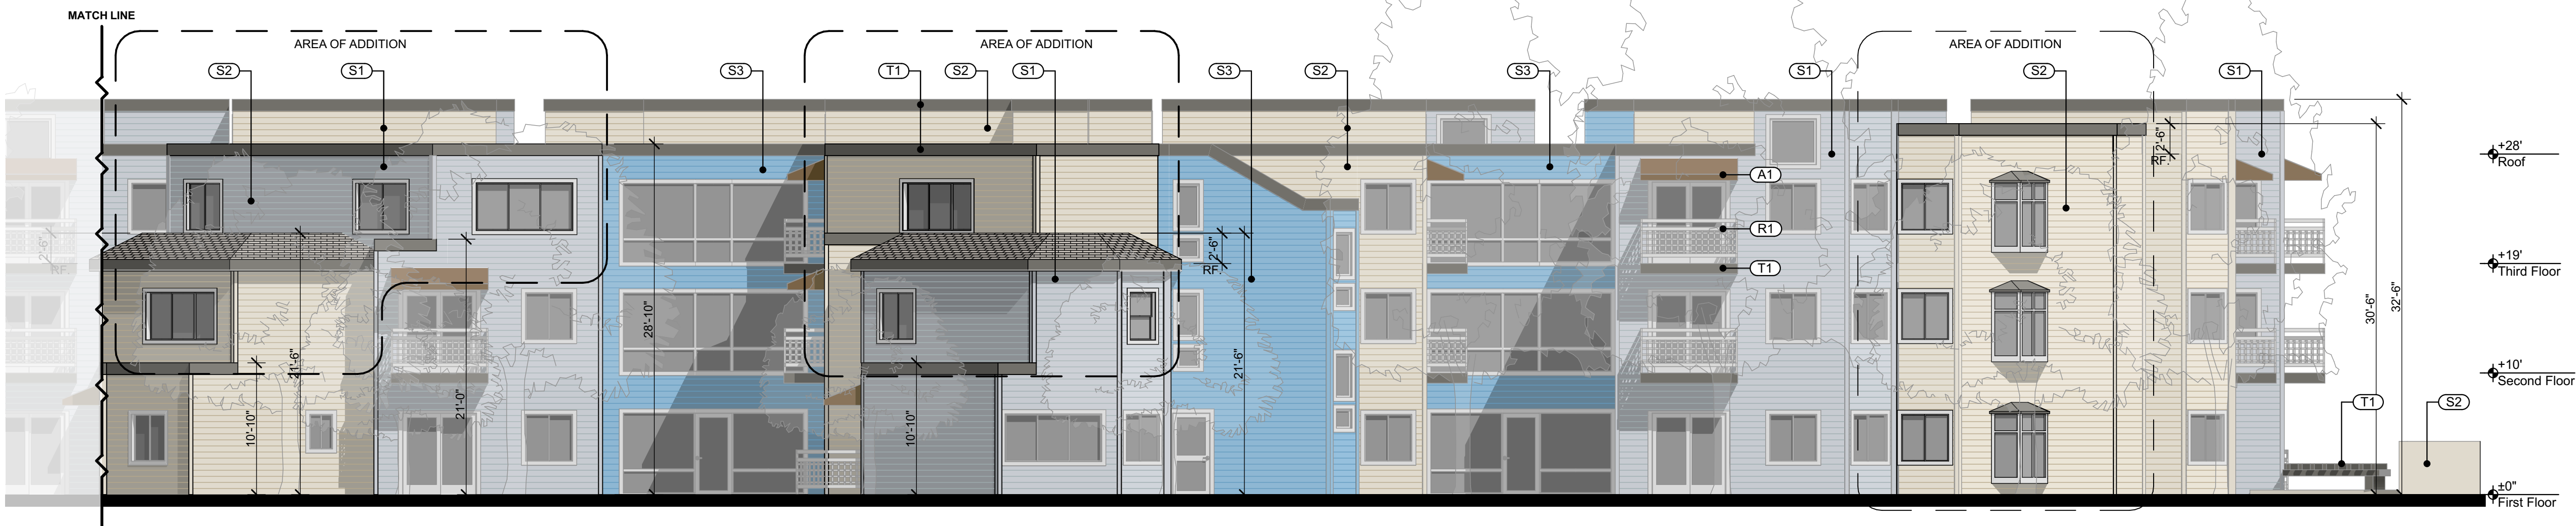 MATCH LINE
AREA OF ADDITION
AREA OF ADDITION
AREA OF ADDITION
S2
S1
S3
T1
S2
S1
S3
S2
S3
S1
S2
S1
2'-6"
RF.
A1
R1
T1
2'-6"
RF.
2'-6"
RF.
28'-10"
21'-6"
21'-0"
10'-10"
10'-10"
21'-6"
30'-6"
32'-6"
T1
S2
+28'
Roof
+19'
Third Floor
+10'
Second Floor
±0"
First Floor